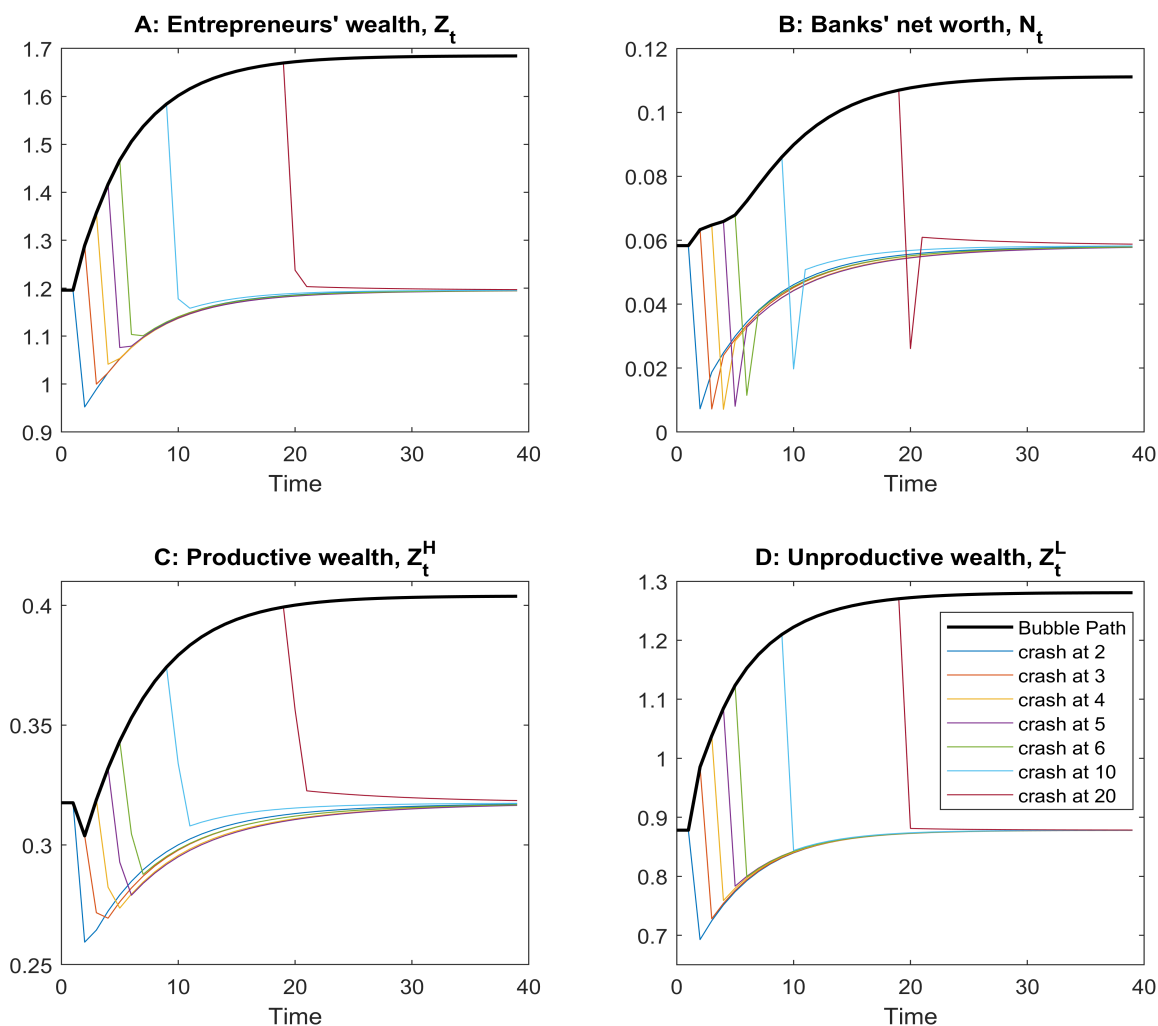 A: Entrepreneurs' wealth, Z_t
1.7
1.6
1.5
1.4
1.3
1.2
1.1
1
0.9
0 10 20 30 40
Time
B: Banks' net worth, N_t
0.12
0.1
0.08
0.06
0.04
0.02
0
0 10 20 30 40
Time
C: Productive wealth, Z_t^H
0.4
0.35
0.3
0.25
0 10 20 30 40
Time
D: Unproductive wealth, Z_t^L
1.3
1.2
1.1
1
0.9
0.8
0.7
0 10 20 30 40
Time
Bubble Path
crash at 2
crash at 3
crash at 4
crash at 5
crash at 6
crash at 10
crash at 20